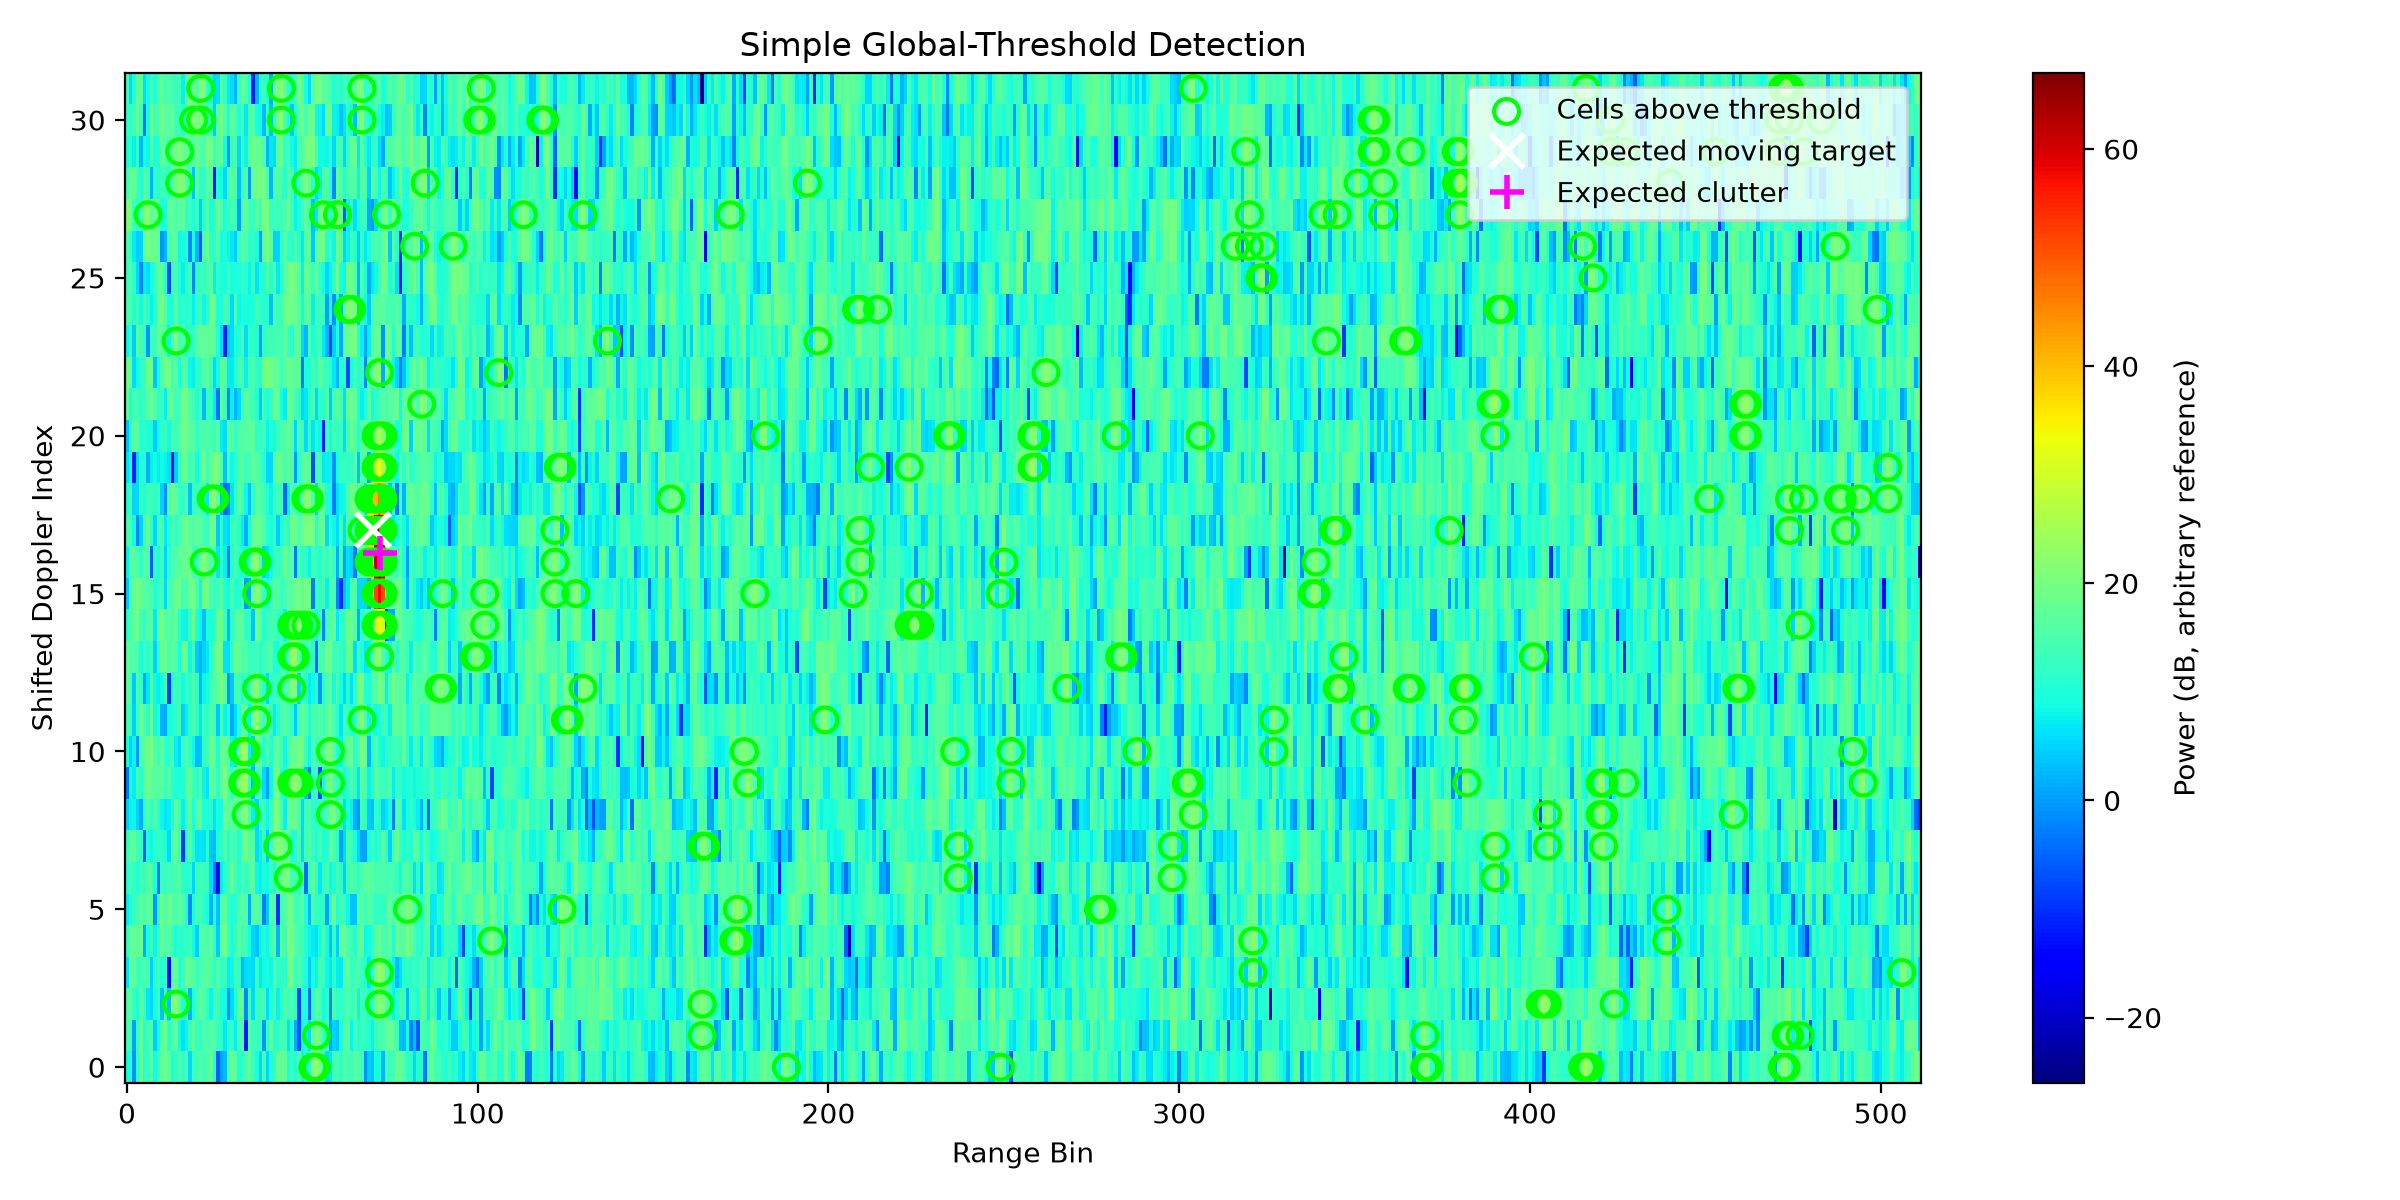 Simple Global-Threshold Detection
Cells above threshold
Expected moving target
Expected clutter
30
25
20
15
10
5
0
Shifted Doppler Index
0 100 200 300 400 500
Range Bin
60
40
20
0
−20
Power (dB, arbitrary reference)